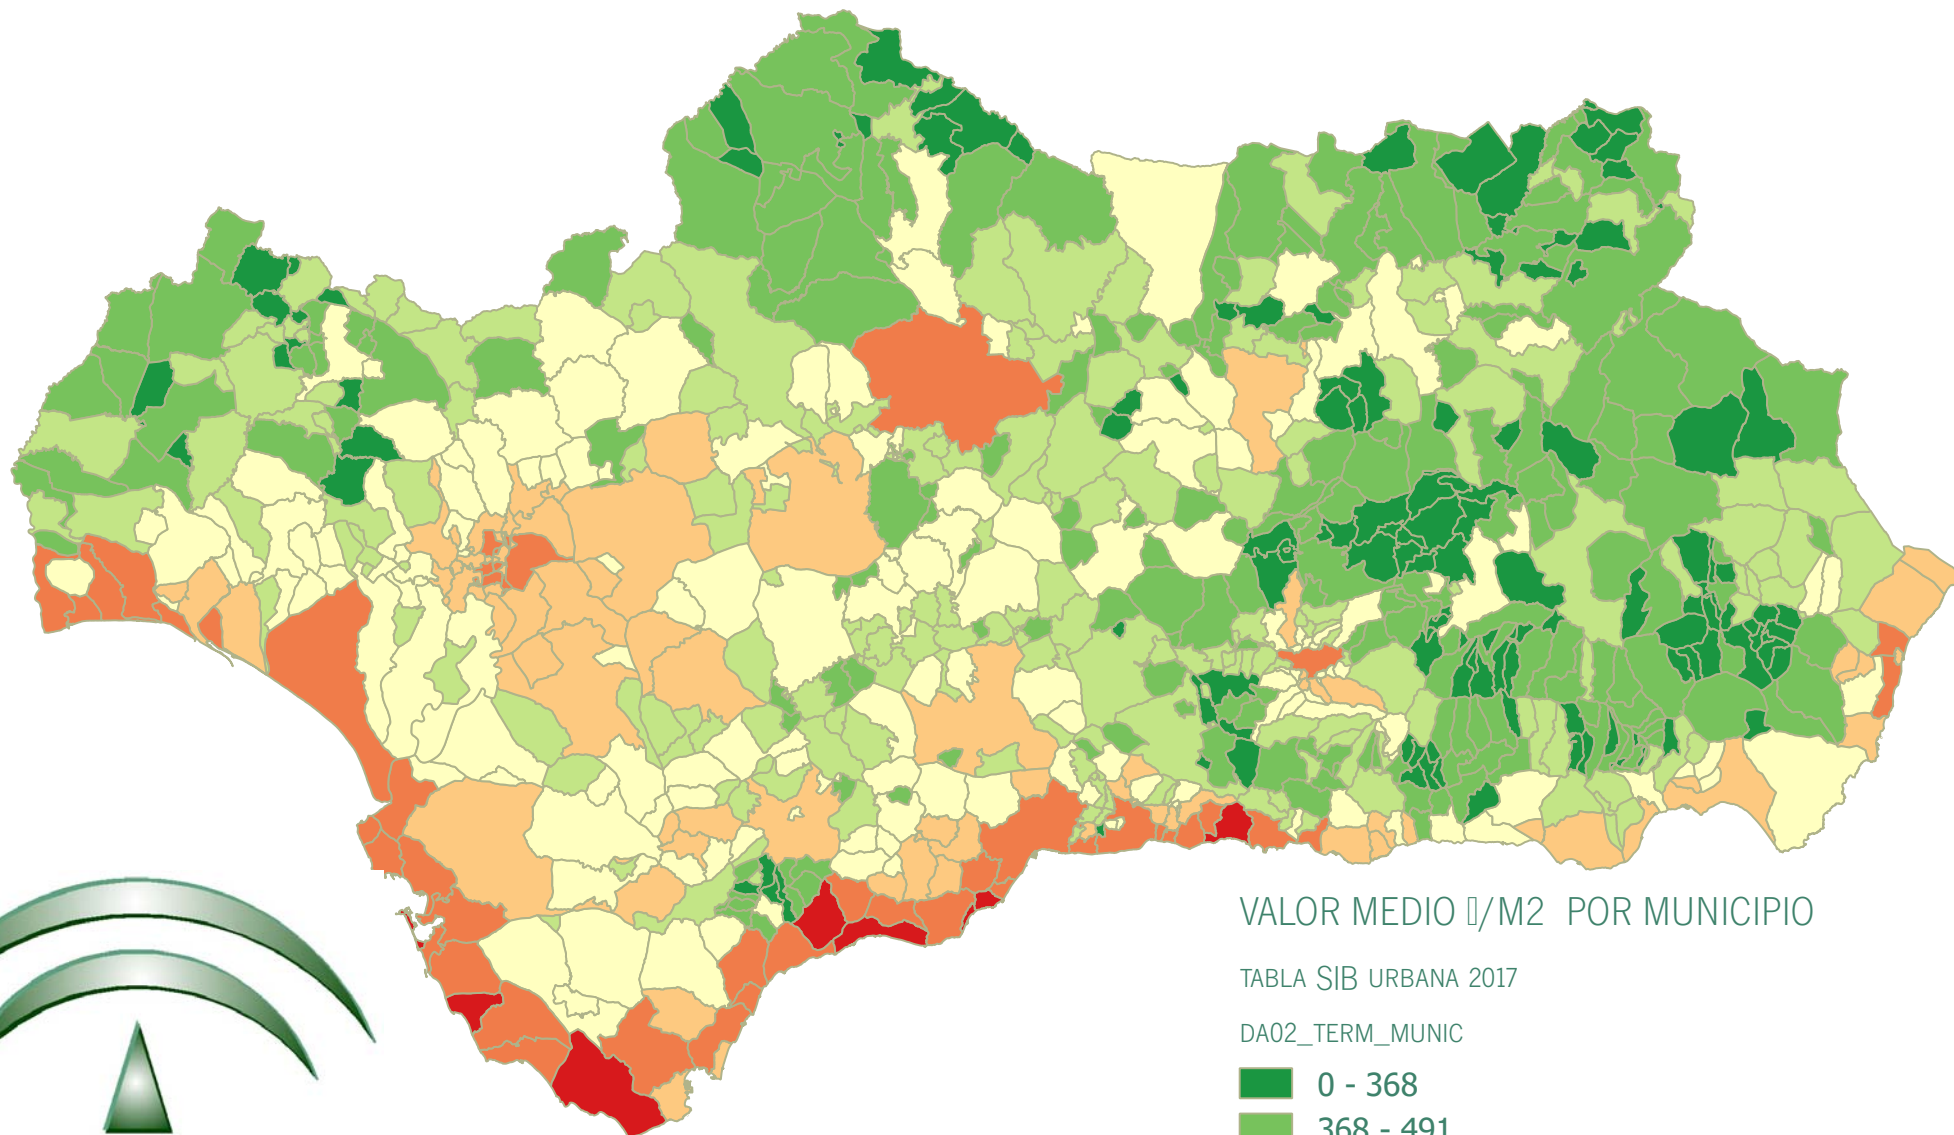 VALOR MEDIO ▯/M2 POR MUNICIPIO
TABLA SIB URBANA 2017
DA02_TERM_MUNIC
0 - 368
368 - 491